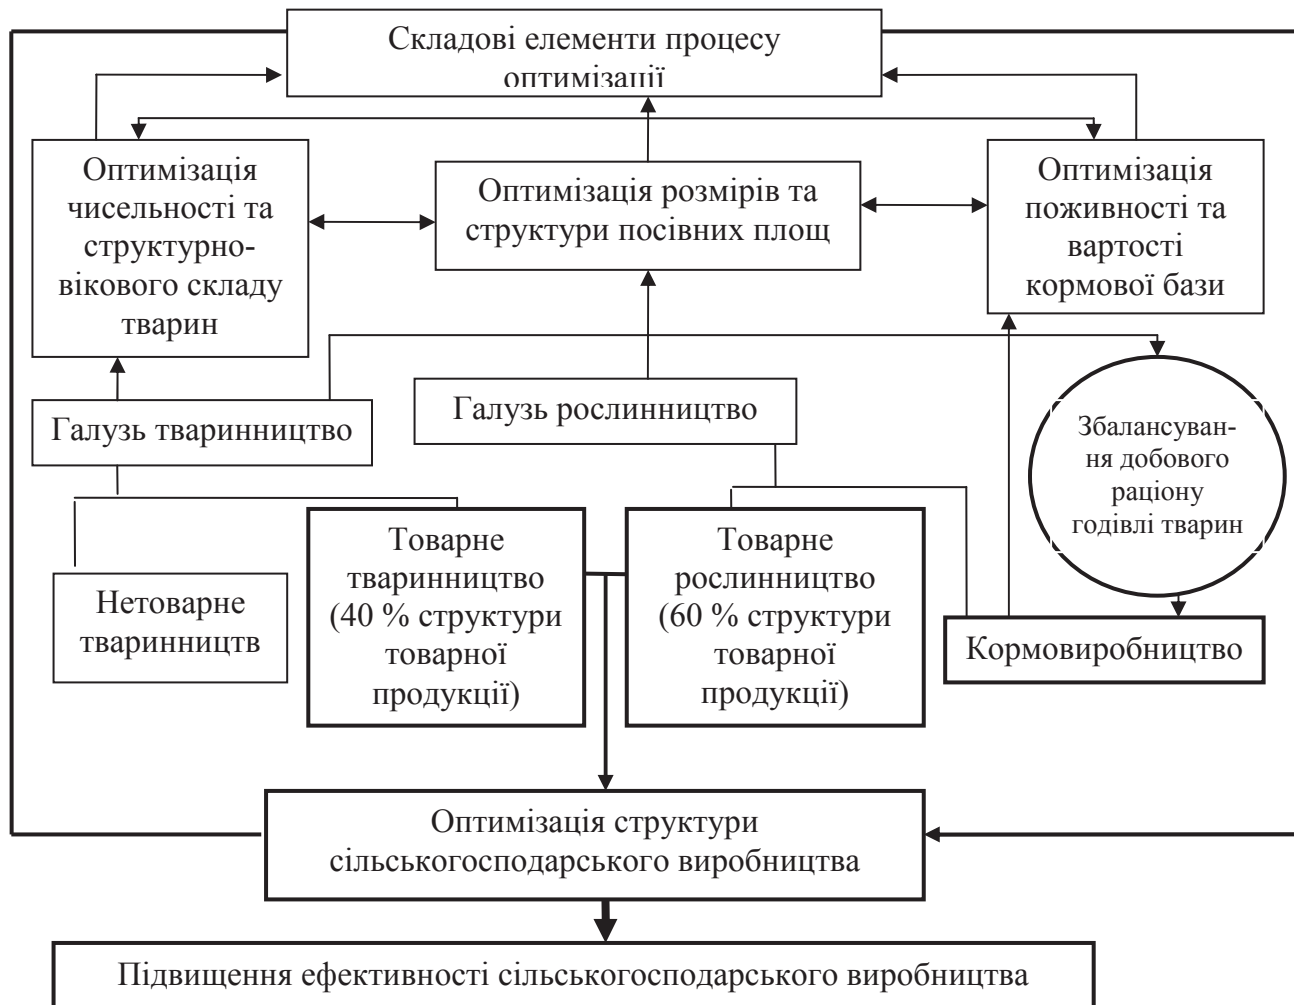 Складові елементи процесу
оптимізації
Оптимізація
чисельності та
структурно-
вікового складу
тварин
Оптимізація розмірів та
структури посівних площ
Оптимізація
поживності та
вартості
кормової бази
Галузь тваринництво
Галузь рослинництво
Збалансуван-
ня добового
раціону
годівлі тварин
Нетоварне
тваринництв
Товарне
тваринництво
(40 % структури
товарної
продукції)
Товарне
рослинництво
(60 % структури
товарної
продукції)
Кормовиробництво
Оптимізація структури
сільськогосподарського виробництва
Підвищення ефективності сільськогосподарського виробництва